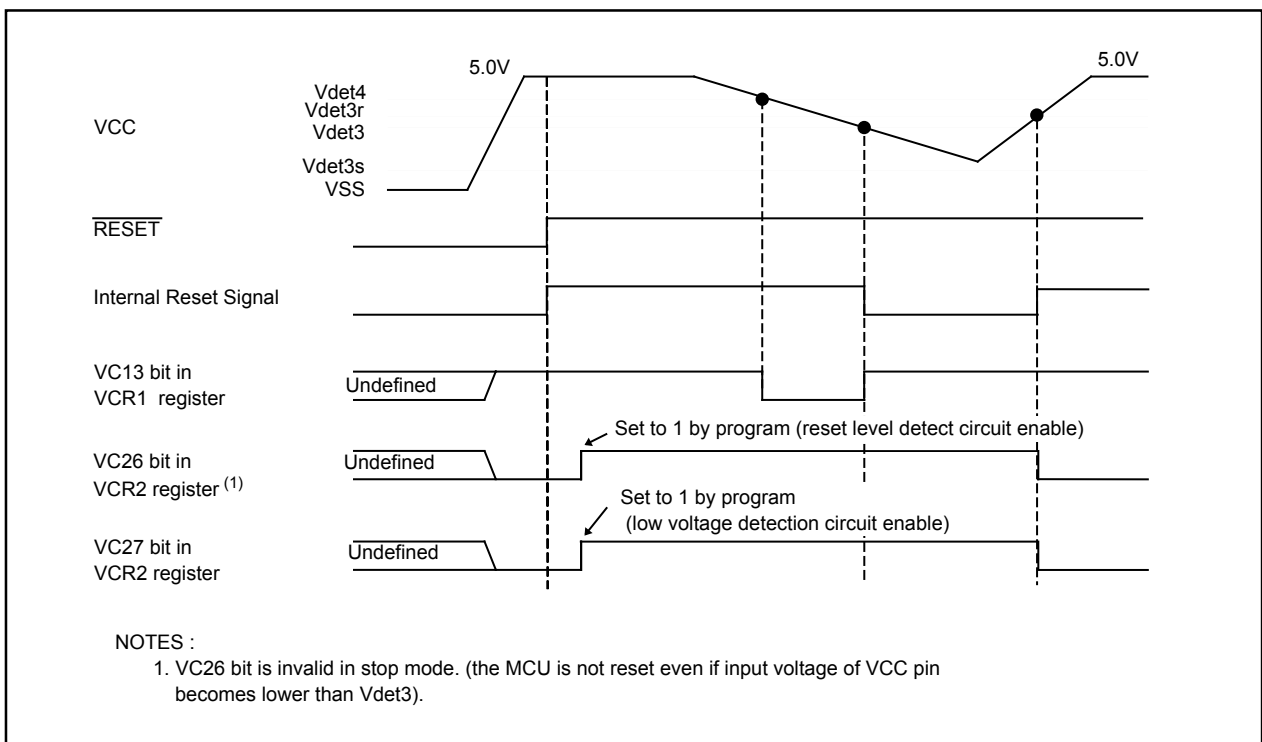 5.0V
5.0V
Vdet4
Vdet3r
VCC
Vdet3
Vdet3s
VSS
RESET
Internal Reset Signal
VC13 bit in
VCR1 register
Undefined
Set to 1 by program (reset level detect circuit enable)
VC26 bit in
VCR2 register (1)
Undefined
Set to 1 by program
(low voltage detection circuit enable)
VC27 bit in
VCR2 register
Undefined
NOTES :
1. VC26 bit is invalid in stop mode. (the MCU is not reset even if input voltage of VCC pin
becomes lower than Vdet3).